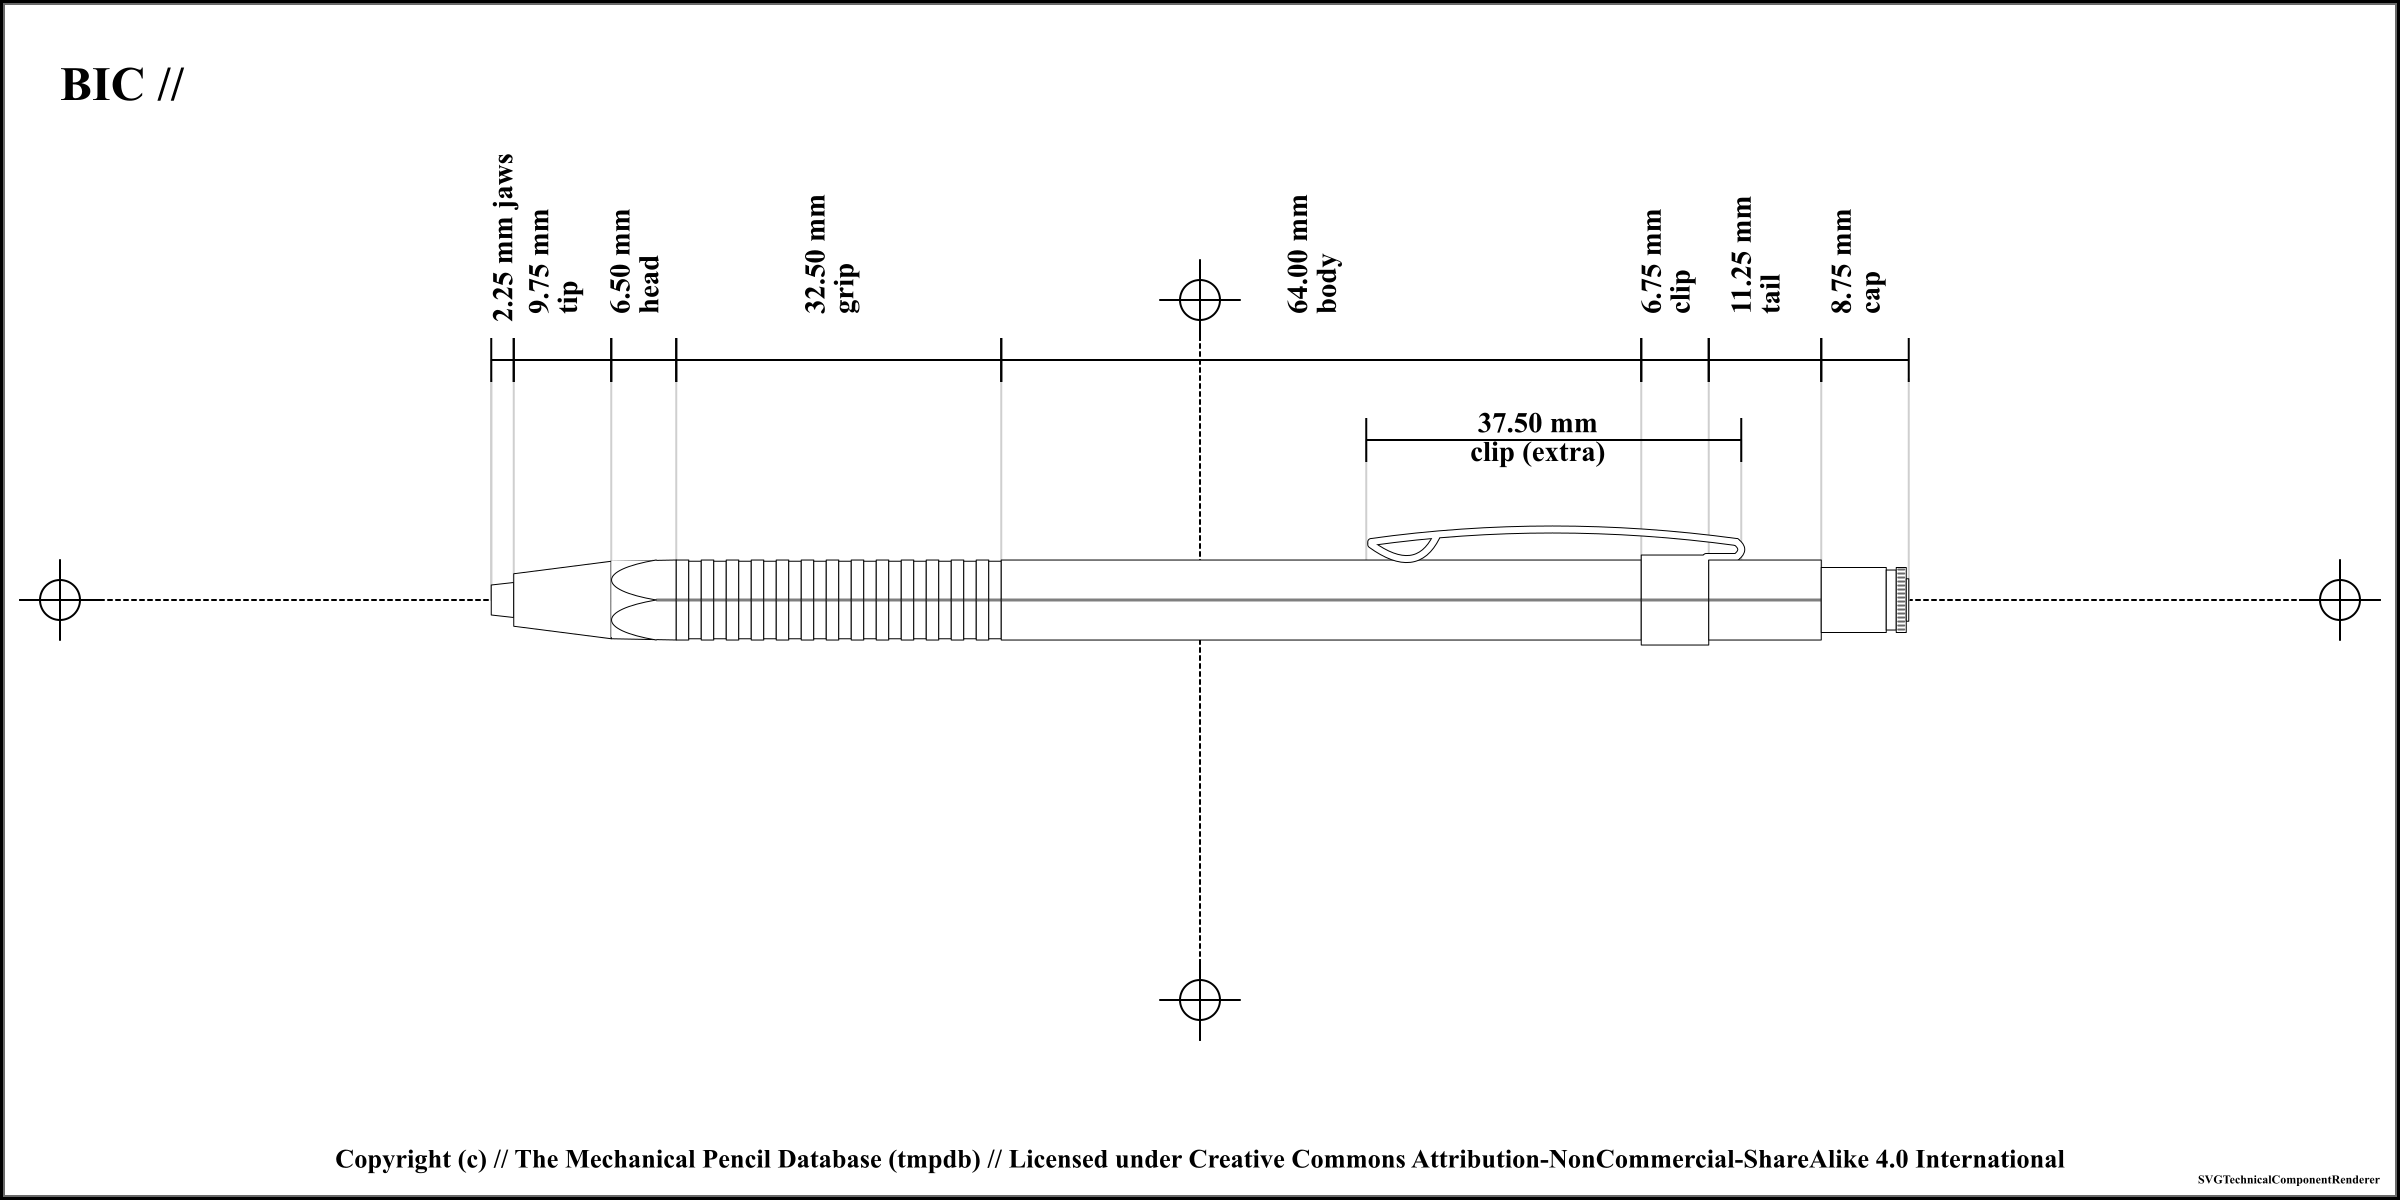 BIC //
2.25 mm jaws
9.75 mm
tip
6.50 mm
head
32.50 mm
grip
64.00 mm
body
6.75 mm
clip
11.25 mm
tail
8.75 mm
cap
37.50 mm
clip (extra)
Copyright (c) // The Mechanical Pencil Database (tmpdb) // Licensed under Creative Commons Attribution-NonCommercial-ShareAlike 4.0 International
SVGTechnicalComponentRenderer